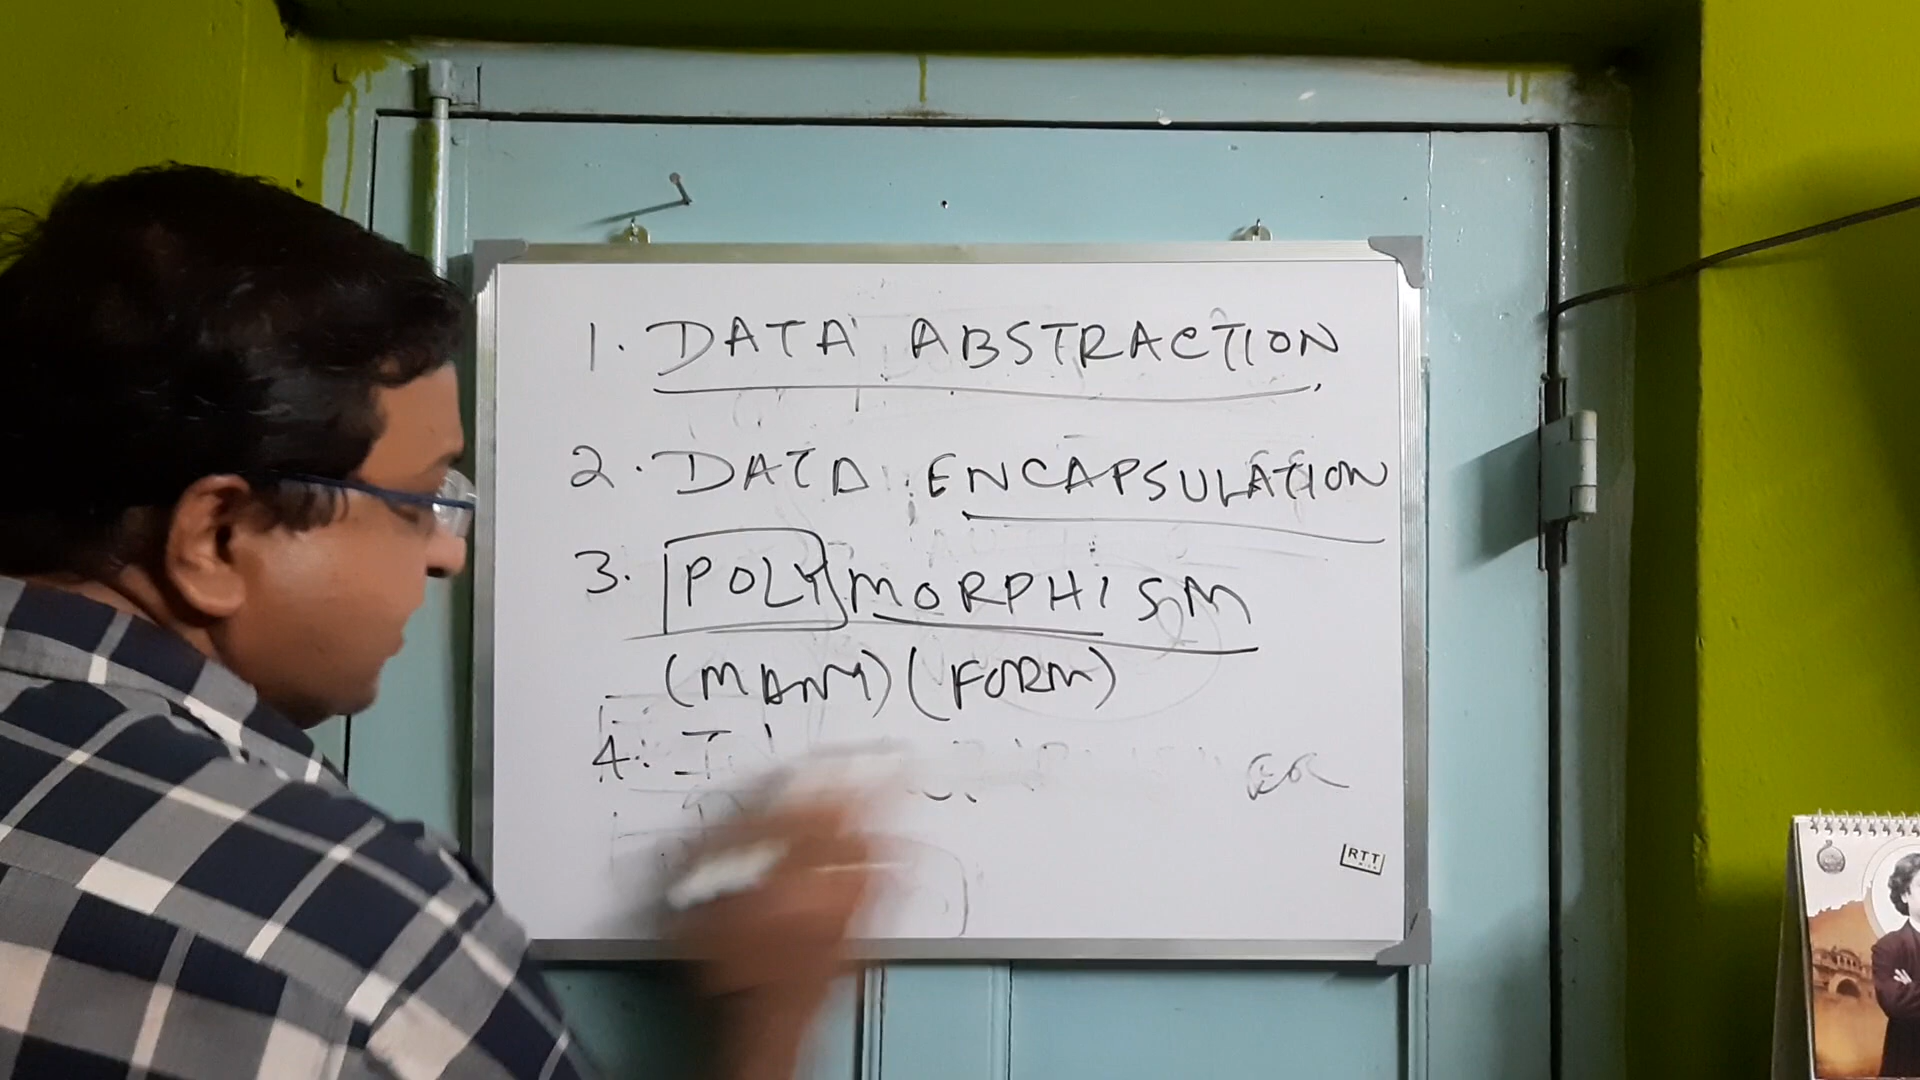 1. DATA ABSTRACTION
2. DATA ENCAPSULATION
3. POLYMORPHISM
(MANY) (FORM)
4. I
RTT